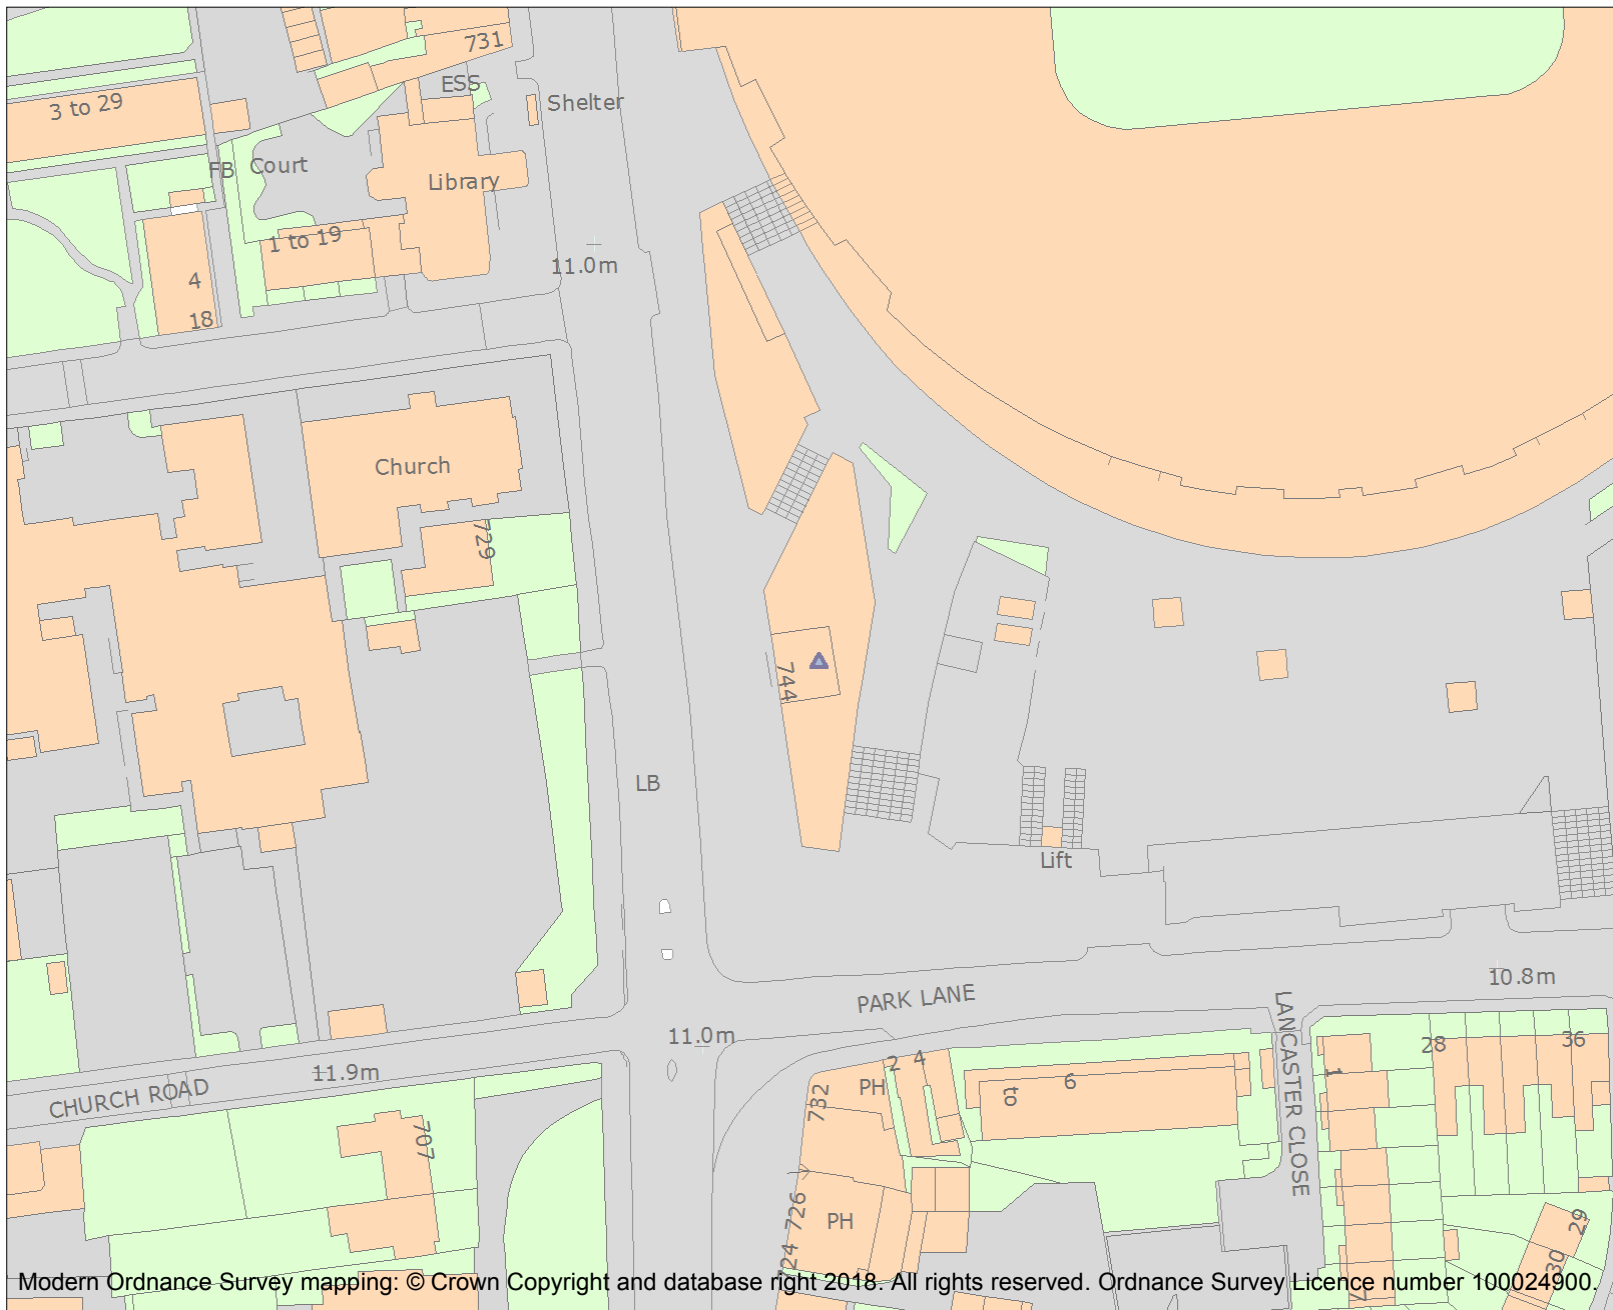 731
ESS
3 to 29
Shelter
FB Court
Library
1 to 19
11.0m
4
18
Church
729
744
LB
Lift
10.8m
PARK LANE
11.0m
11.9m
CHURCH ROAD
LANCASTER CLOSE
2 4
PH
6
to
28
36
1
732
707
726
PH
29
30
Modern Ordnance Survey mapping: © Crown Copyright and database right 2018. All rights reserved. Ordnance Survey Licence number 100024900.